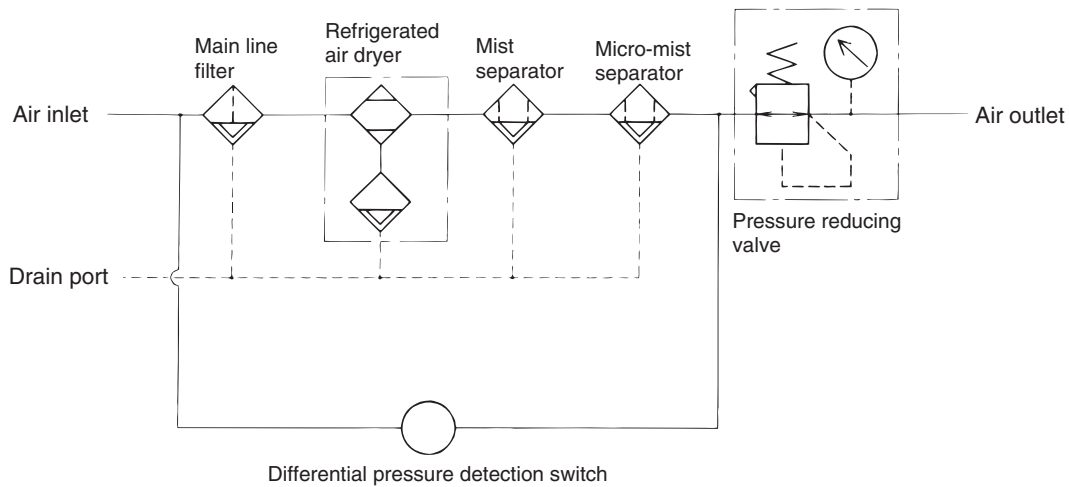 Main line
filter
Refrigerated
air dryer
Mist
separator
Micro-mist
separator
Air inlet
Air outlet
Pressure reducing
valve
Drain port
Differential pressure detection switch